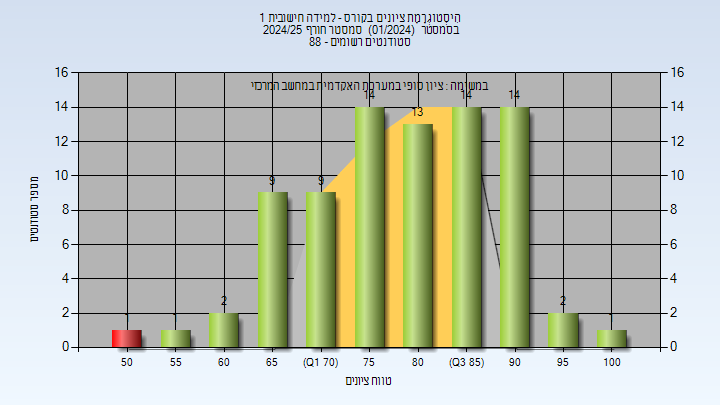 היסטוגרמת ציונים בקורס - למידה חישובית 1
בסמסטר (01/2024) סמסטר חורף 2024/25
סטודנטים רשומים - 88
במשימה : ציון סופי במערכת האקדמית במחשב המרכזי
מספר סטודנטים
16 16
14 14
12 12
10 10
8 8
6 6
4 4
2 2
0 0
1 1 2 9 9 14 13 14 14 2 1
50 55 60 65 (Q1 70) 75 80 (Q3 85) 90 95 100
טווח ציונים